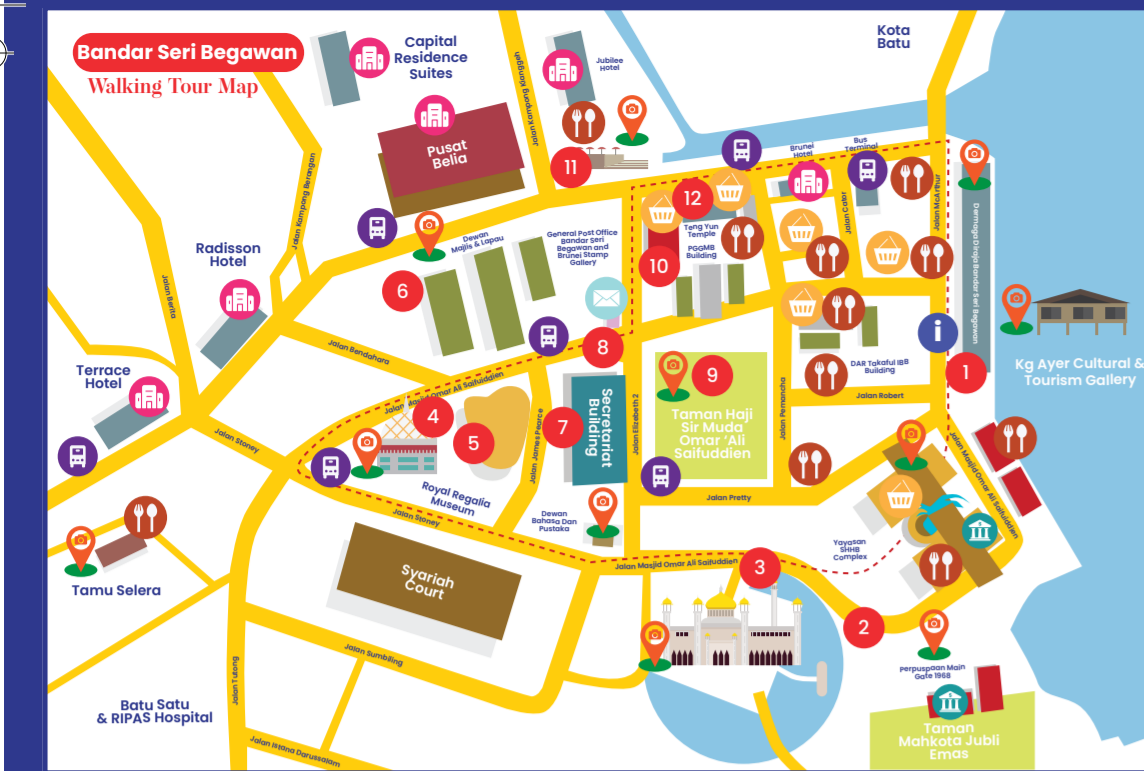 Bandar Seri Begawan
Walking Tour Map
Capital
Residence
Suites
Jalan Kampong Kianggeh
Jubilee
Hotel
Kota
Batu
Pusat
Belia
11
Jalan Kampong Berangan
Brunei
Hotel
Bus
Terminal
Jalan McArthur
Jalan Cator
Dermaga Diraja Bandar Seri Begawan
12
Teng Yun
Temple
PGGMB
Building
10
General Post Office
Bandar Seri
Begawan and
Brunei Stamp
Gallery
Dewan
Majlis & Lapau
6
Radisson
Hotel
Jalan Berita
Jalan Bendahara
8
i
1
Kg Ayer Cultural &
Tourism Gallery
DAR Takaful IBB
Building
Jalan Robert
Terrace
Hotel
Jalan Stoney
Jalan Masjid Omar Ali Saifuddien
4
5
Jalan James Pearce
7
Secretariat
Building
Jalan Elizebeth 2
9
Taman Haji
Sir Muda
Omar 'Ali
Saifuddien
Jalan Pemancha
Jalan Masjid Omar Ali Saifuddien
Royal Regalia
Museum
Jalan Stoney
Dewan
Bahasa Dan
Pustaka
Jalan Pretty
Yayasan
SHHB
Complex
Tamu Selera
Syariah
Court
Jalan Masjid Omar Ali Saifuddien
3
2
Jalan Sumbiling
Jalan Tutong
Perpuspaan Main
Gate 1968
Batu Satu
& RIPAS Hospital
Taman
Mahkota Jubli
Emas
Jalan Istana Darussalam